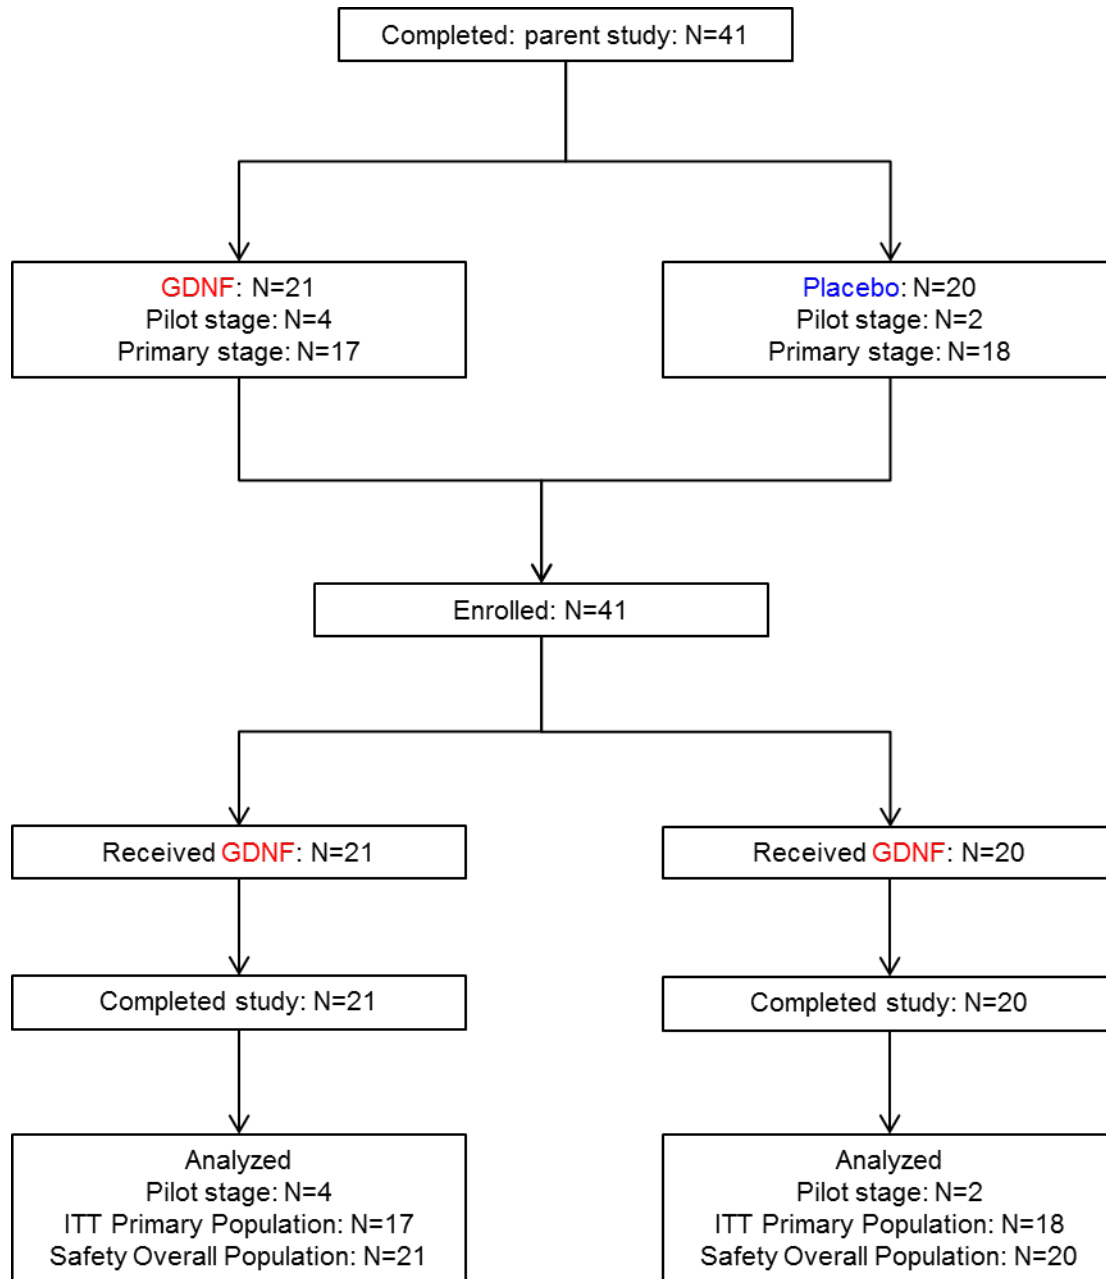 Completed: parent study: N=41
GDNF: N=21
Pilot stage: N=4
Primary stage: N=17
Placebo: N=20
Pilot stage: N=2
Primary stage: N=18
Enrolled: N=41
Received GDNF: N=21
Received GDNF: N=20
Completed study: N=21
Completed study: N=20
Analyzed
Pilot stage: N=4
ITT Primary Population: N=17
Safety Overall Population: N=21
Analyzed
Pilot stage: N=2
ITT Primary Population: N=18
Safety Overall Population: N=20